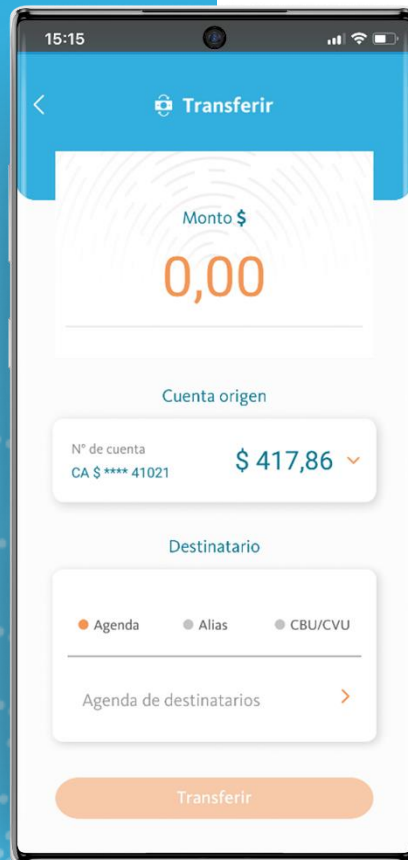 15:15
Transferir
Monto $
0,00
Cuenta origen
N° de cuenta
CA $ **** 41021
$ 417,86
Destinatario
Agenda
Alias
CBU/CVU
Agenda de destinatarios
Transferir